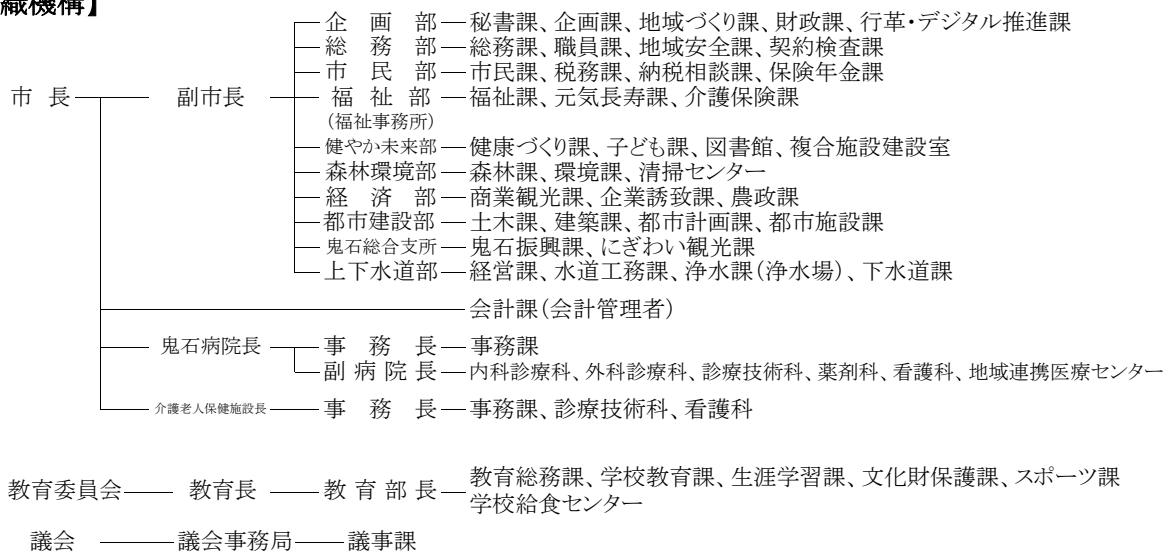 織機構】
企画部 秘書課、企画課、地域づくり課、財政課、行革・デジタル推進課
総務部 総務課、職員課、地域安全課、契約検査課
市民部 市民課、税務課、納税相談課、保険年金課
市長 副市長 福祉部 福祉課、元気長寿課、介護保険課
(福祉事務所)
健やか未来部 健康づくり課、子ども課、図書館、複合施設建設室
森林環境部 森林課、環境課、清掃センター
経済部 商業観光課、企業誘致課、農政課
都市建設部 土木課、建築課、都市計画課、都市施設課
鬼石総合支所 鬼石振興課、にぎわい観光課
上下水道部 経営課、水道工務課、浄水課(浄水場)、下水道課
会計課(会計管理者)
鬼石病院長 事務長 事務課
副病院長 内科診療科、外科診療科、診療技術科、薬剤科、看護科、地域連携医療センター
介護老人保健施設長 事務長 事務課、診療技術科、看護科
教育委員会 教育長 教育部長 教育総務課、学校教育課、生涯学習課、文化財保護課、スポーツ課
学校給食センター
議会 議会事務局 議事課